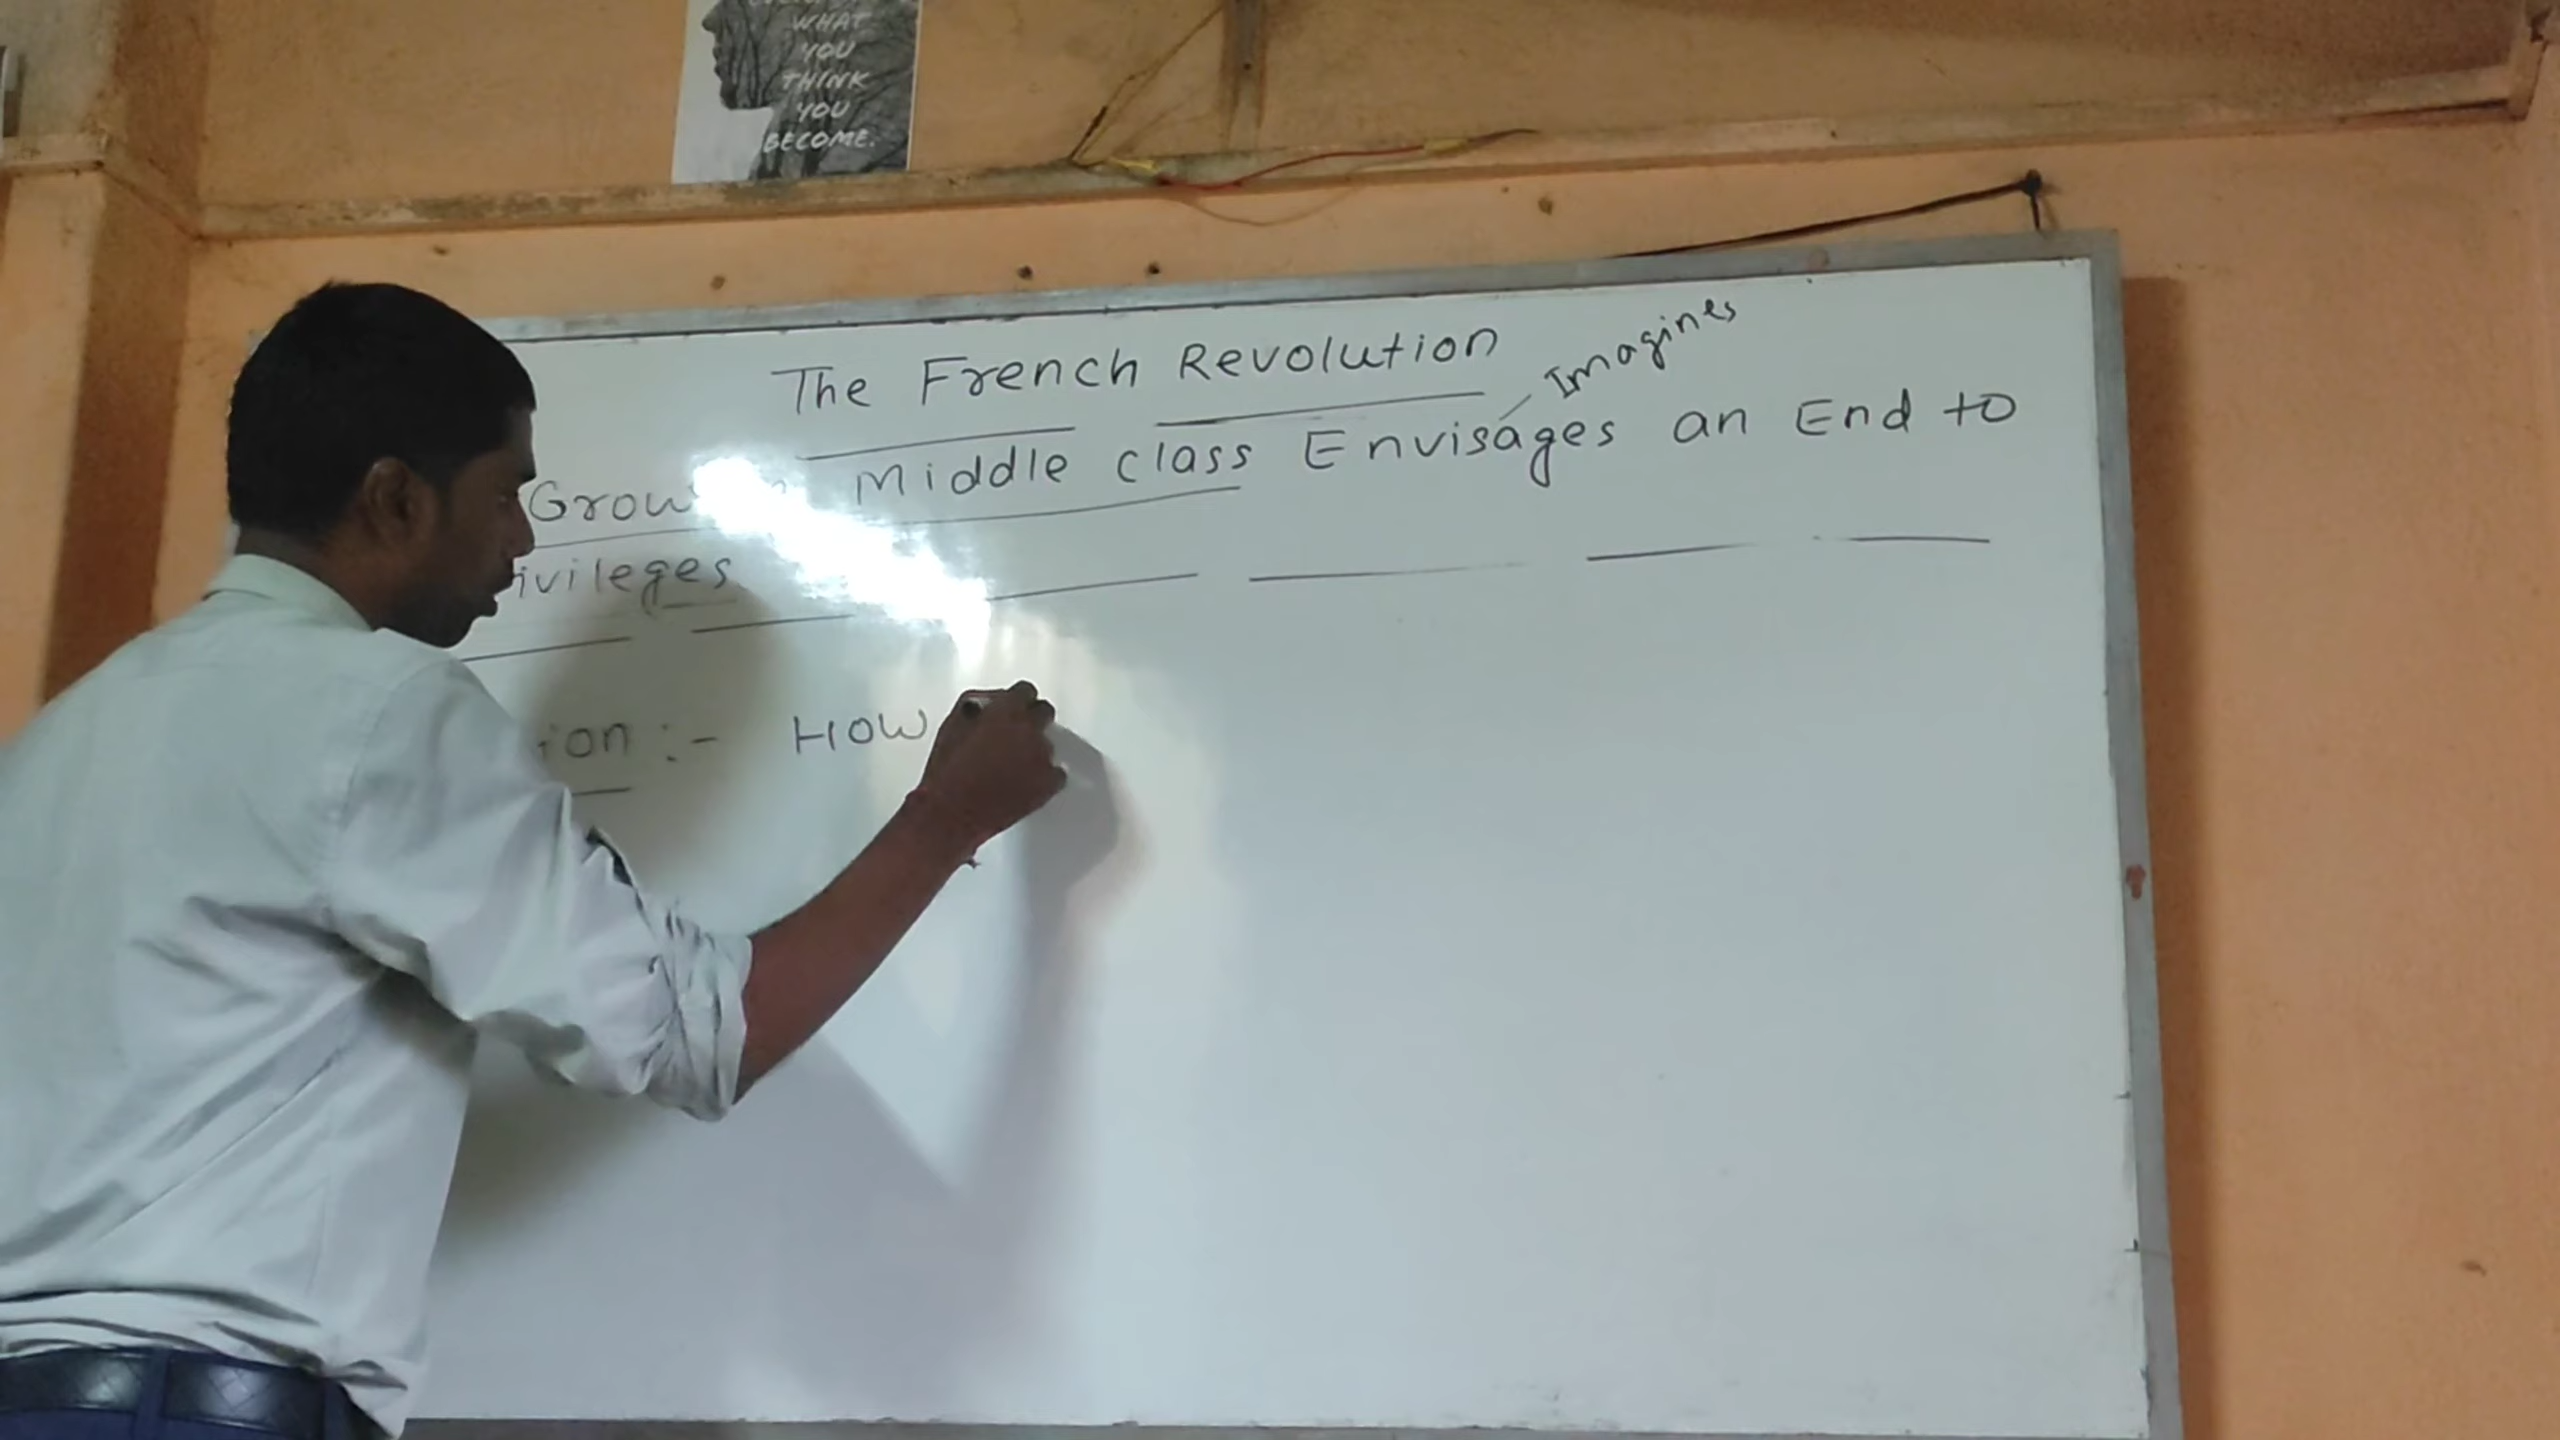 WHAT
YOU
THINK
YOU
BECOME.
The French Revolution
Imagines
Middle class Envisages an End to
ivileges
ion :- How